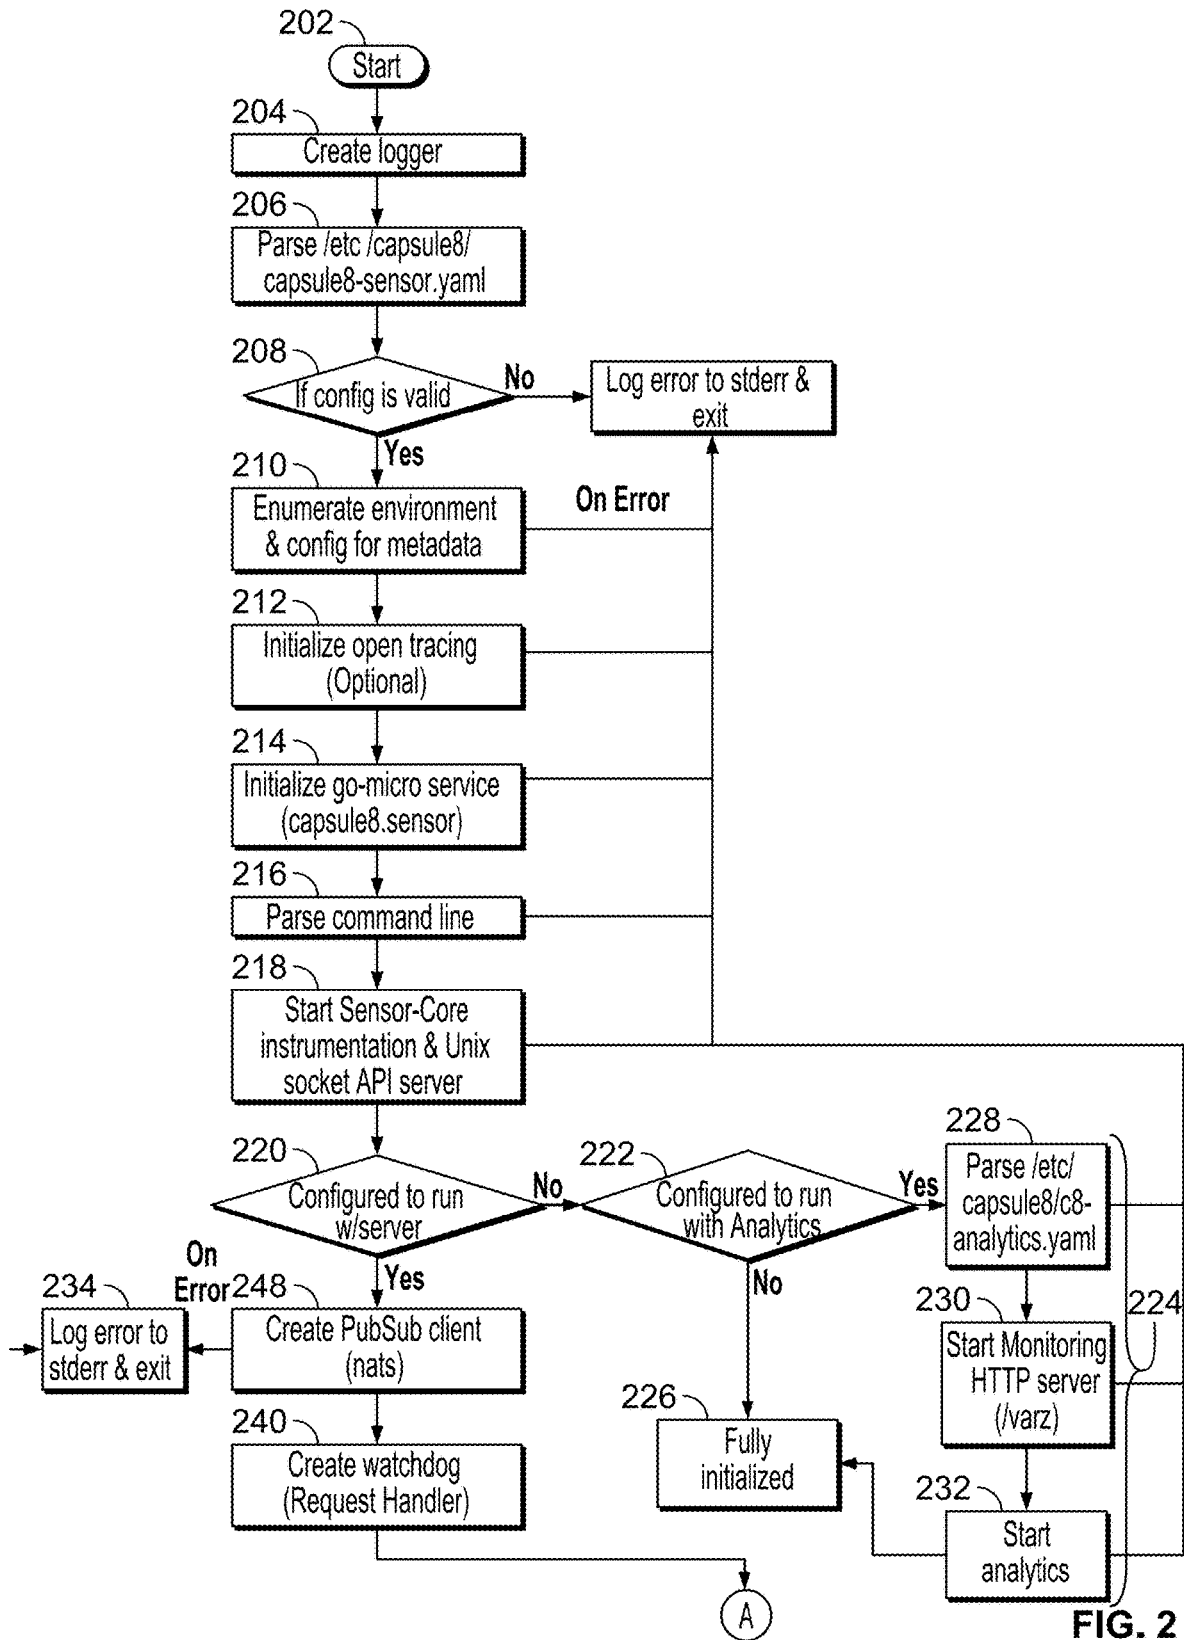 202
Start
204
Create logger
206
Parse /etc /capsule8/
capsule8-sensor.yaml
208
If config is valid
No
Log error to stderr &
exit
Yes
210
Enumerate environment
& config for metadata
On Error
212
Initialize open tracing
(Optional)
214
Initialize go-micro service
(capsule8.sensor)
216
Parse command line
218
Start Sensor-Core
instrumentation & Unix
socket API server
220
Configured to run
w/server
No
222
Configured to run
with Analytics
Yes
228
Parse /etc/
capsule8/c8-
analytics.yaml
On
Error
Yes
No
234
Log error to
stderr & exit
248
Create PubSub client
(nats)
230
Start Monitoring
HTTP server
(/varz)
224
240
Create watchdog
(Request Handler)
226
Fully
initialized
232
Start
analytics
A
FIG. 2